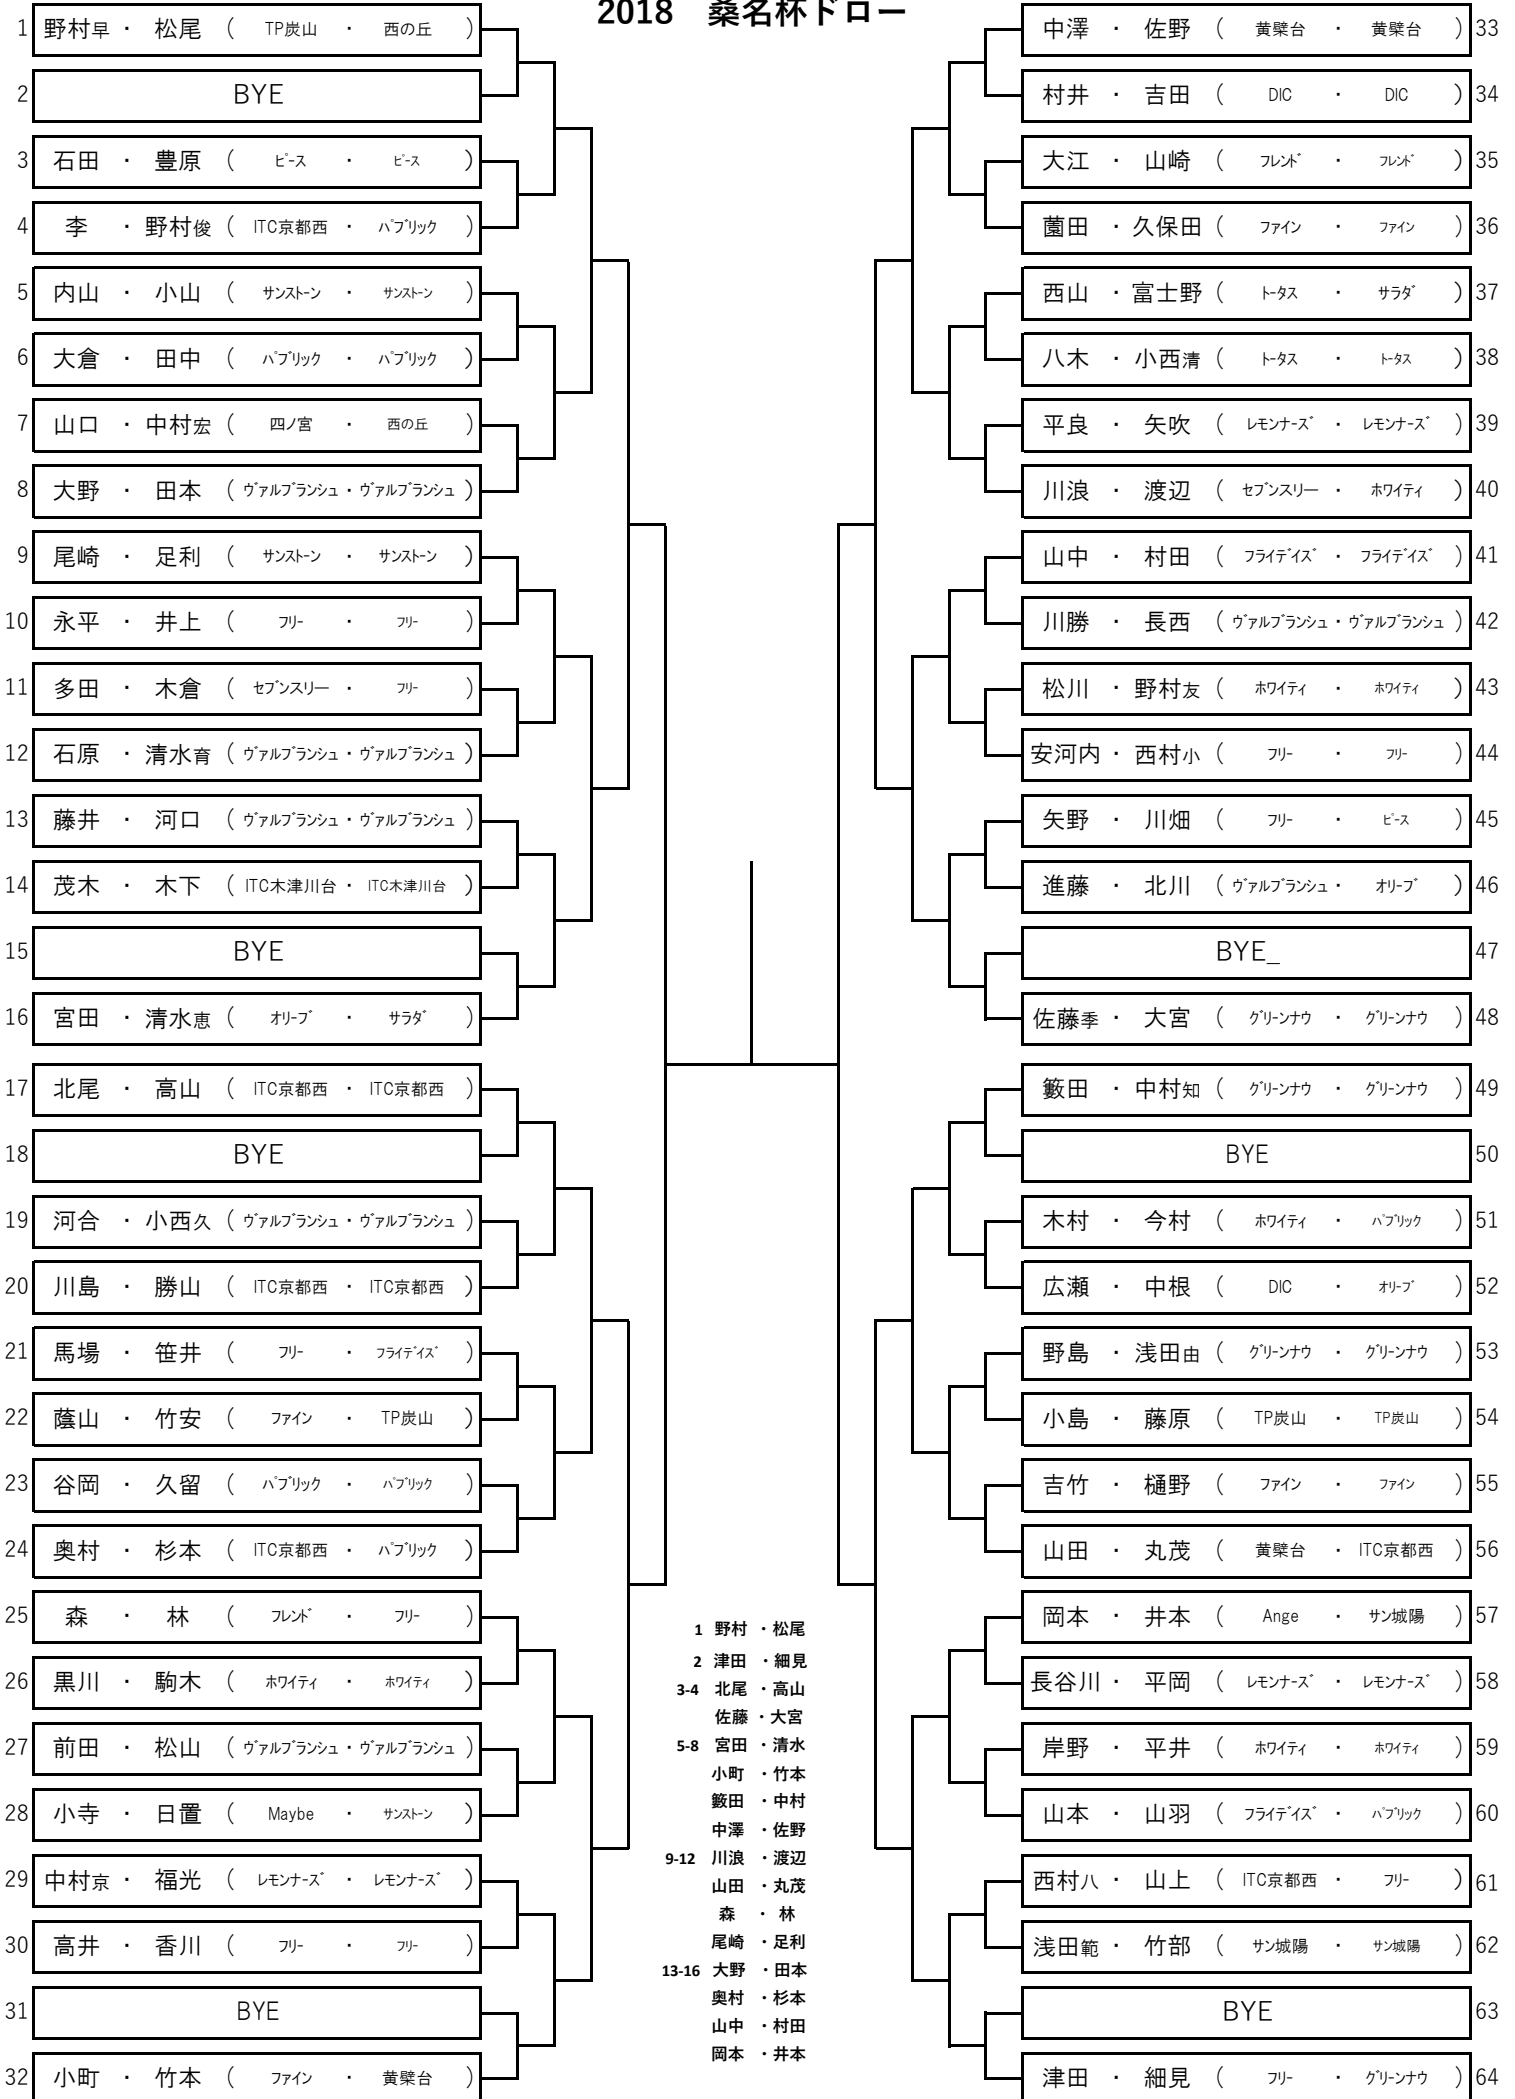 2018 桑名杯ドロー
1 野村早 ・ 松尾 ( TP炭山 ・ 西の丘 )
2 BYE
3 石田 ・ 豊原 ( ﾋﾟｰｽ ・ ﾋﾟｰｽ )
4 李 ・ 野村俊 ( ITC京都西 ・ ﾊﾟﾌﾞﾘｯｸ )
5 内山 ・ 小山 ( ｻﾝｽﾄｰﾝ ・ ｻﾝｽﾄｰﾝ )
6 大倉 ・ 田中 ( ﾊﾟﾌﾞﾘｯｸ ・ ﾊﾟﾌﾞﾘｯｸ )
7 山口 ・ 中村宏 ( 四ノ宮 ・ 西の丘 )
8 大野 ・ 田本 ( ｳﾞｧﾙﾌﾞﾗﾝｼｭ ・ ｳﾞｧﾙﾌﾞﾗﾝｼｭ )
9 尾崎 ・ 足利 ( ｻﾝｽﾄｰﾝ ・ ｻﾝｽﾄｰﾝ )
10 永平 ・ 井上 ( ﾌﾘｰ ・ ﾌﾘｰ )
11 多田 ・ 木倉 ( ｾﾌﾞﾝｽﾘｰ ・ ﾌﾘｰ )
12 石原 ・ 清水育 ( ｳﾞｧﾙﾌﾞﾗﾝｼｭ ・ ｳﾞｧﾙﾌﾞﾗﾝｼｭ )
13 藤井 ・ 河口 ( ｳﾞｧﾙﾌﾞﾗﾝｼｭ ・ ｳﾞｧﾙﾌﾞﾗﾝｼｭ )
14 茂木 ・ 木下 ( ITC木津川台 ・ ITC木津川台 )
15 BYE
16 宮田 ・ 清水恵 ( ｵﾘｰﾌﾞ ・ ｻﾗﾀﾞ )
17 北尾 ・ 高山 ( ITC京都西 ・ ITC京都西 )
18 BYE
19 河合 ・ 小西久 ( ｳﾞｧﾙﾌﾞﾗﾝｼｭ ・ ｳﾞｧﾙﾌﾞﾗﾝｼｭ )
20 川島 ・ 勝山 ( ITC京都西 ・ ITC京都西 )
21 馬場 ・ 笹井 ( ﾌﾘｰ ・ ﾌﾗｲﾃﾞｲｽﾞ )
22 蔭山 ・ 竹安 ( ﾌｧｲﾝ ・ TP炭山 )
23 谷岡 ・ 久留 ( ﾊﾟﾌﾞﾘｯｸ ・ ﾊﾟﾌﾞﾘｯｸ )
24 奥村 ・ 杉本 ( ITC京都西 ・ ﾊﾟﾌﾞﾘｯｸ )
25 森 ・ 林 ( ﾌﾚﾝﾄﾞ ・ ﾌﾘｰ )
26 黒川 ・ 駒木 ( ﾎﾜｲﾃｨ ・ ﾎﾜｲﾃｨ )
27 前田 ・ 松山 ( ｳﾞｧﾙﾌﾞﾗﾝｼｭ ・ ｳﾞｧﾙﾌﾞﾗﾝｼｭ )
28 小寺 ・ 日置 ( Maybe ・ ｻﾝｽﾄｰﾝ )
29 中村京 ・ 福光 ( ﾚﾓﾝﾅｰｽﾞ ・ ﾚﾓﾝﾅｰｽﾞ )
30 高井 ・ 香川 ( ﾌﾘｰ ・ ﾌﾘｰ )
31 BYE
32 小町 ・ 竹本 ( ﾌｧｲﾝ ・ 黄檗台 )
1 野村 ・松尾
2 津田 ・細見
3-4 北尾 ・高山
佐藤 ・大宮
5-8 宮田 ・清水
小町 ・竹本
籔田 ・中村
中澤 ・佐野
9-12 川浪 ・渡辺
山田 ・丸茂
森 ・ 林
尾崎 ・足利
13-16 大野 ・田本
奥村 ・杉本
山中 ・村田
岡本 ・井本
中澤 ・ 佐野 ( 黄檗台 ・ 黄檗台 ) 33
村井 ・ 吉田 ( DIC ・ DIC ) 34
大江 ・ 山崎 ( ﾌﾚﾝﾄﾞ ・ ﾌﾚﾝﾄﾞ ) 35
薗田 ・ 久保田 ( ﾌｧｲﾝ ・ ﾌｧｲﾝ ) 36
西山 ・ 富士野 ( ﾄｰﾀｽ ・ ｻﾗﾀﾞ ) 37
八木 ・ 小西清 ( ﾄｰﾀｽ ・ ﾄｰﾀｽ ) 38
平良 ・ 矢吹 ( ﾚﾓﾝﾅｰｽﾞ ・ ﾚﾓﾝﾅｰｽﾞ ) 39
川浪 ・ 渡辺 ( ｾﾌﾞﾝｽﾘｰ ・ ﾎﾜｲﾃｨ ) 40
山中 ・ 村田 ( ﾌﾗｲﾃﾞｲｽﾞ ・ ﾌﾗｲﾃﾞｲｽﾞ ) 41
川勝 ・ 長西 ( ｳﾞｧﾙﾌﾞﾗﾝｼｭ ・ ｳﾞｧﾙﾌﾞﾗﾝｼｭ ) 42
松川 ・ 野村友 ( ﾎﾜｲﾃｨ ・ ﾎﾜｲﾃｨ ) 43
安河内 ・ 西村小 ( ﾌﾘｰ ・ ﾌﾘｰ ) 44
矢野 ・ 川畑 ( ﾌﾘｰ ・ ﾋﾟｰｽ ) 45
進藤 ・ 北川 ( ｳﾞｧﾙﾌﾞﾗﾝｼｭ ・ ｵﾘｰﾌﾞ ) 46
BYE_ 47
佐藤季 ・ 大宮 ( ｸﾞﾘｰﾝﾅｳ ・ ｸﾞﾘｰﾝﾅｳ ) 48
籔田 ・ 中村知 ( ｸﾞﾘｰﾝﾅｳ ・ ｸﾞﾘｰﾝﾅｳ ) 49
BYE 50
木村 ・ 今村 ( ﾎﾜｲﾃｨ ・ ﾊﾟﾌﾞﾘｯｸ ) 51
広瀬 ・ 中根 ( DIC ・ ｵﾘｰﾌﾞ ) 52
野島 ・ 浅田由 ( ｸﾞﾘｰﾝﾅｳ ・ ｸﾞﾘｰﾝﾅｳ ) 53
小島 ・ 藤原 ( TP炭山 ・ TP炭山 ) 54
吉竹 ・ 樋野 ( ﾌｧｲﾝ ・ ﾌｧｲﾝ ) 55
山田 ・ 丸茂 ( 黄檗台 ・ ITC京都西 ) 56
岡本 ・ 井本 ( Ange ・ サン城陽 ) 57
長谷川 ・ 平岡 ( ﾚﾓﾝﾅｰｽﾞ ・ ﾚﾓﾝﾅｰｽﾞ ) 58
岸野 ・ 平井 ( ﾎﾜｲﾃｨ ・ ﾎﾜｲﾃｨ ) 59
山本 ・ 山羽 ( ﾌﾗｲﾃﾞｲｽﾞ ・ ﾊﾟﾌﾞﾘｯｸ ) 60
西村八 ・ 山上 ( ITC京都西 ・ ﾌﾘｰ ) 61
浅田範 ・ 竹部 ( サン城陽 ・ サン城陽 ) 62
BYE 63
津田 ・ 細見 ( ﾌﾘｰ ・ ｸﾞﾘｰﾝﾅｳ ) 64